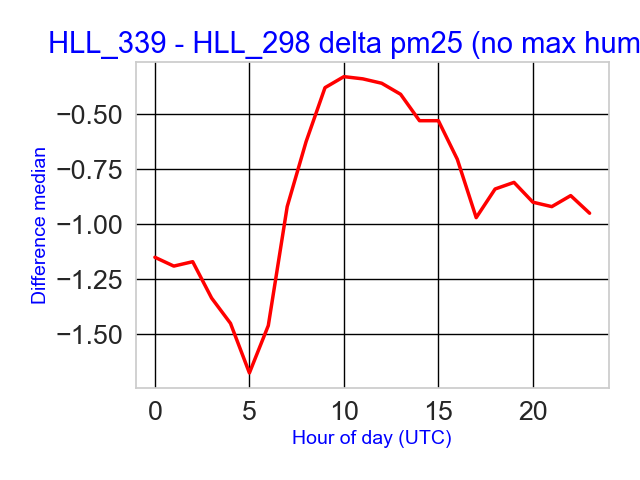 HLL_339 - HLL_298 delta pm25 (no max hum
−0.50
−0.75
−1.00
−1.25
−1.50
Difference median
0 5 10 15 20
Hour of day (UTC)